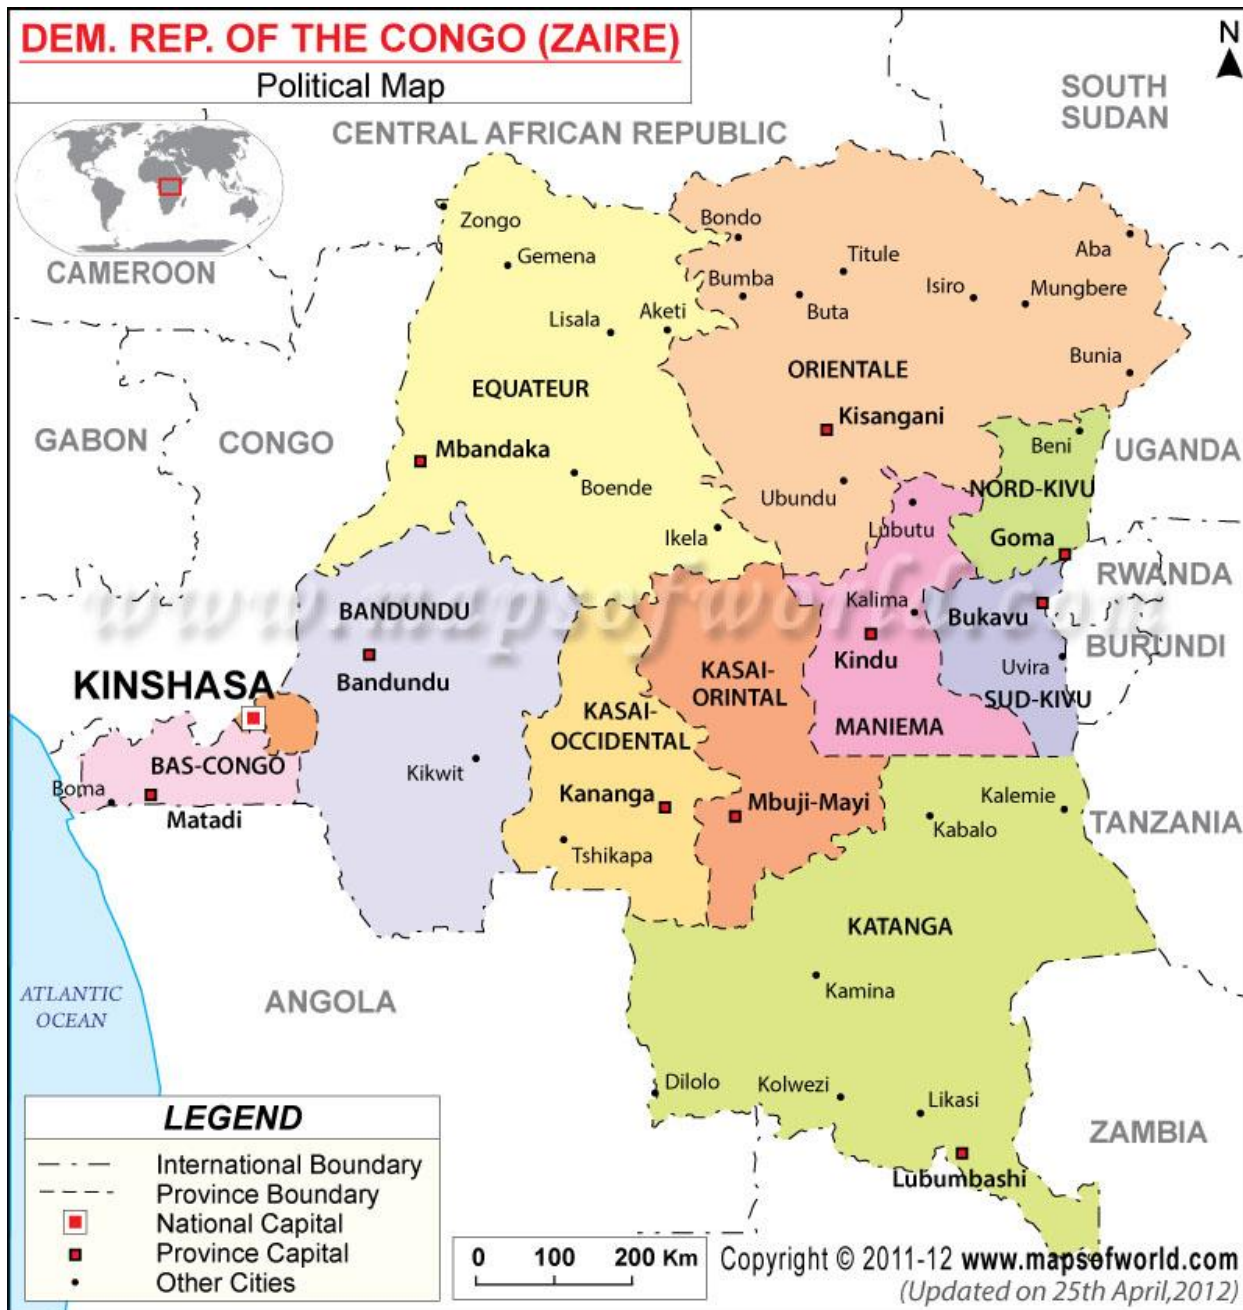 DEM. REP. OF THE CONGO (ZAIRE)
Political Map
N
SOUTH
SUDAN
CENTRAL AFRICAN REPUBLIC
CAMEROON
Zongo
Gemena
Bondo
Titule
Aba
Bumba
Buta
Isiro
Mungbere
Lisala
Aketi
Bunia
ORIENTALE
EQUATEUR
GABON
CONGO
Kisangani
Beni
UGANDA
Mbandaka
Boende
Ubundu
NORD-KIVU
Lubutu
Ikela
Goma
RWANDA
www.mapsofworld.com
BANDUNDU
Kalima
Bukavu
BURUNDI
Kindu
Uvira
Bandundu
KASAI-
ORINTAL
KINSHASA
SUD-KIVU
KASAI-
OCCIDENTAL
MANIEMA
BAS-CONGO
Kikwit
Boma
Matadi
Kananga
Mbuji-Mayi
Kalemie
Kabalo
TANZANIA
Tshikapa
KATANGA
Kamina
ATLANTIC
OCEAN
ANGOLA
Dilolo
Kolwezi
Likasi
ZAMBIA
Lubumbashi
LEGEND
International Boundary
Province Boundary
National Capital
Province Capital
Other Cities
0 100 200 Km
Copyright © 2011-12 www.mapsofworld.com
(Updated on 25th April,2012)